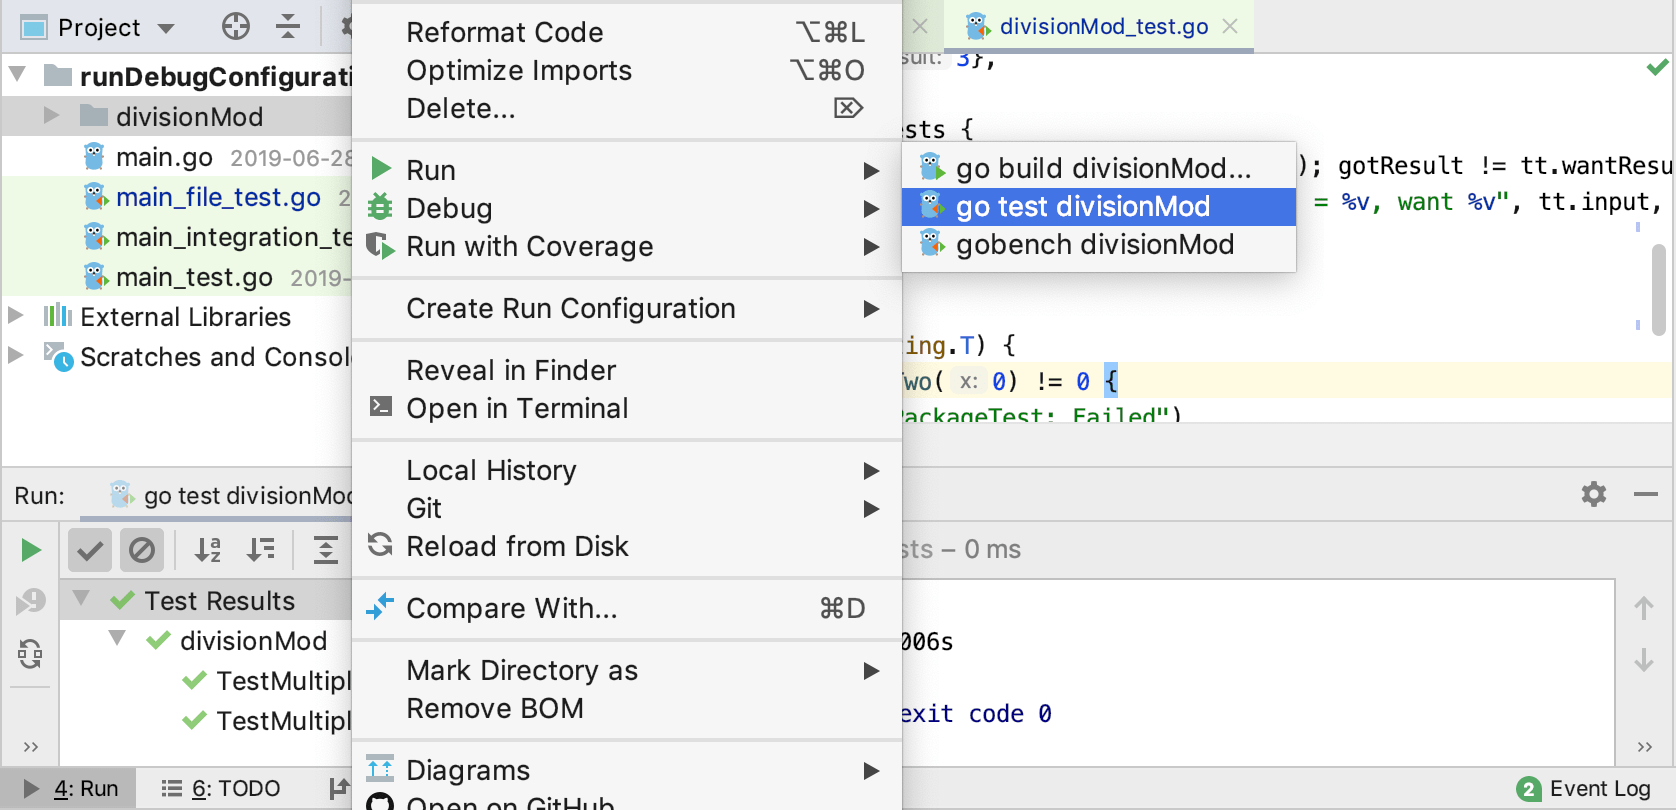 Project
divisionMod_test.go
runDebugConfigurati
divisionMod
main.go 2019-06-28
main_file_test.go 2
main_integration_te
main_test.go 2019-
External Libraries
Scratches and Consol
Reformat Code ⌥⌘L
Optimize Imports ⌥⌘O
Delete... ⌦
Run
Debug
Run with Coverage
Create Run Configuration
Reveal in Finder
Open in Terminal
Local History
Git
Reload from Disk
Compare With... ⌘D
Mark Directory as
Remove BOM
Diagrams
Open on GitHub
go build divisionMod...
go test divisionMod
gobench divisionMod
sult: 3},
ests {
); gotResult != tt.wantResu
= %v, want %v", tt.input,
ing.T) {
Two( x: 0) != 0 {
PackageTest: Failed")
Run: go test divisionMod
sts – 0 ms
Test Results
divisionMod
TestMultipl
TestMultipl
006s
exit code 0
4: Run
6: TODO
2 Event Log